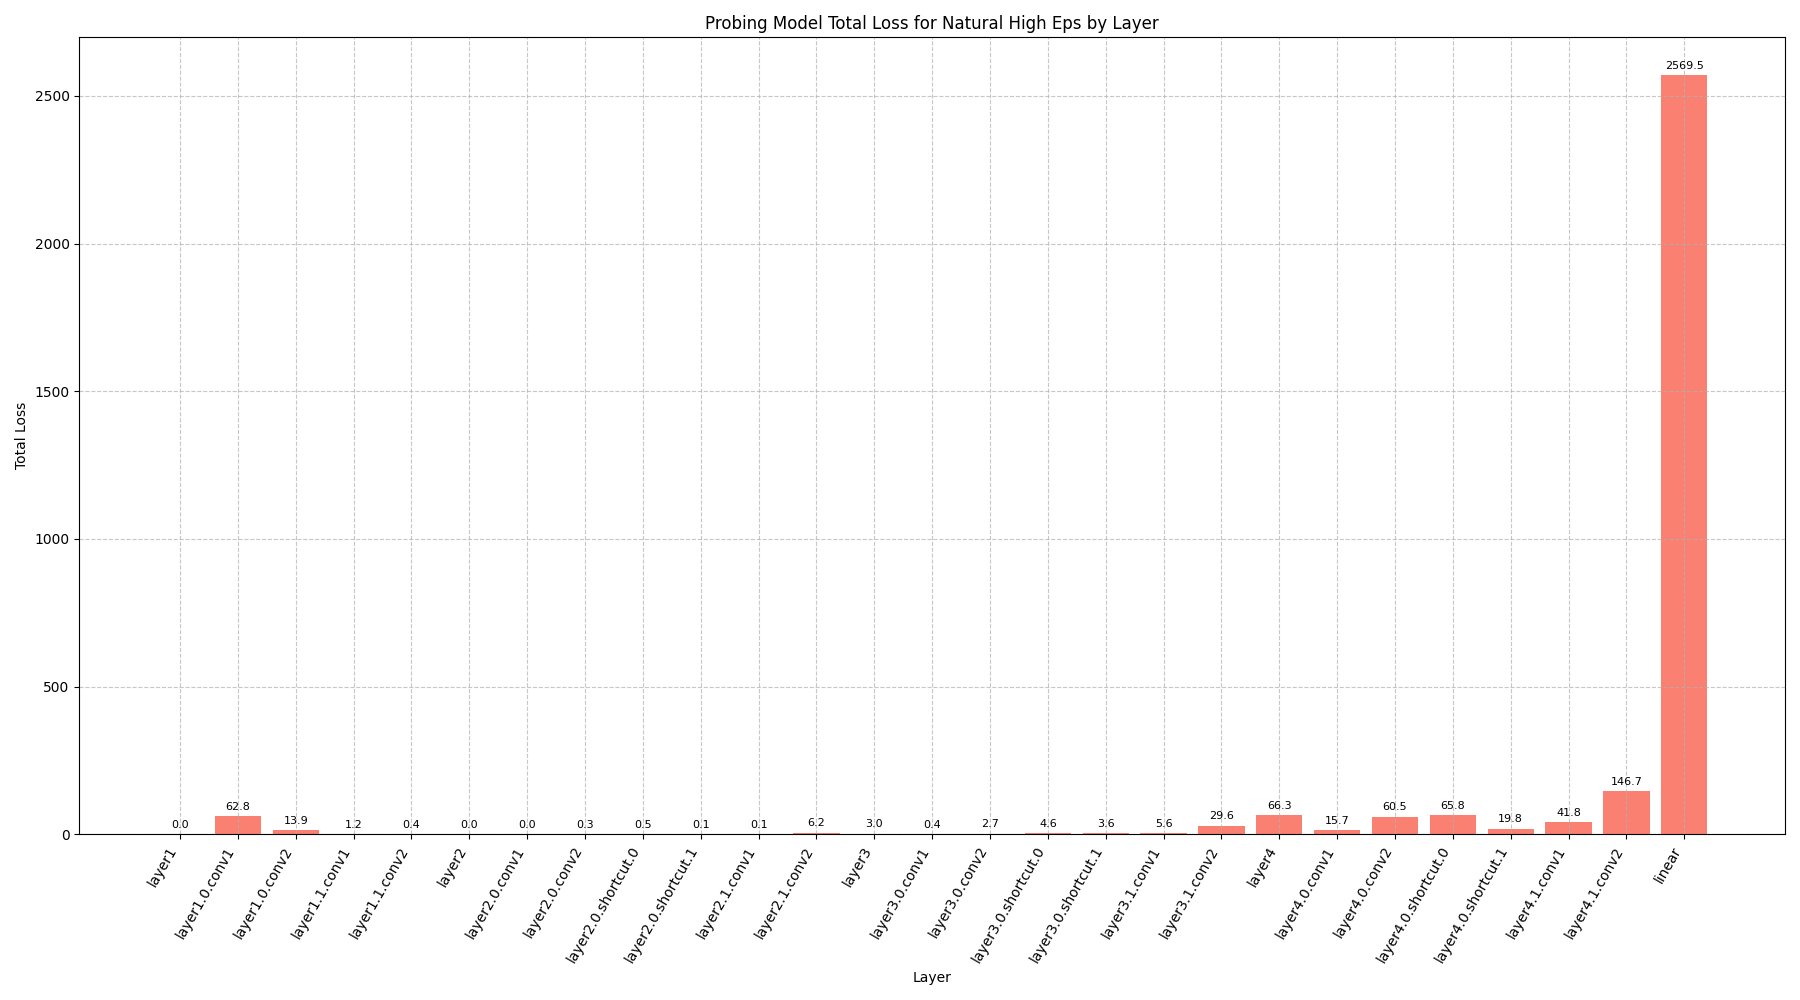 Probing Model Total Loss for Natural High Eps by Layer
Total Loss
2500
2000
1500
1000
500
0
0.0
62.8
13.9
1.2
0.4
0.0
0.0
0.3
0.5
0.1
0.1
6.2
3.0
0.4
2.7
4.6
3.6
5.6
29.6
66.3
15.7
60.5
65.8
19.8
41.8
146.7
2569.5
layer1
layer1.0.conv1
layer1.0.conv2
layer1.1.conv1
layer1.1.conv2
layer2
layer2.0.conv1
layer2.0.conv2
layer2.0.shortcut.0
layer2.0.shortcut.1
layer2.1.conv1
layer2.1.conv2
layer3
layer3.0.conv1
layer3.0.conv2
layer3.0.shortcut.0
layer3.0.shortcut.1
layer3.1.conv1
layer3.1.conv2
layer4
layer4.0.conv1
layer4.0.conv2
layer4.0.shortcut.0
layer4.0.shortcut.1
layer4.1.conv1
layer4.1.conv2
linear
Layer